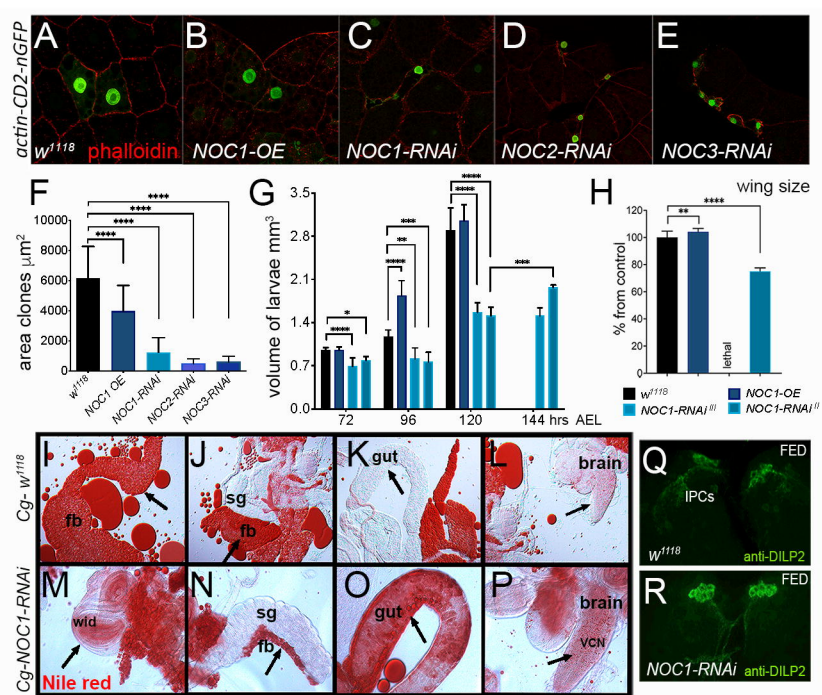 actin-CD2-nGFP
A
B
C
D
E
w1118 phalloidin
NOC1-OE
NOC1-RNAi
NOC2-RNAi
NOC3-RNAi
F
area clones µm²
10000
8000
6000
4000
2000
0
****
****
****
****
w1118
NOC1 OE
NOC1-RNAi
NOC2-RNAi
NOC3-RNAi
G
volume of larvae mm³
3.5
2.8
2.1
1.4
0.7
0.0
*
****
***
**
****
****
****
***
72 96 120 144 hrs AEL
H
wing size
% from control
120
100
80
60
40
20
0
****
**
lethal
w1118
NOC1-OE
NOC1-RNAi III
NOC1-RNAi II
Cg- w1118
I
fb
J
sg
fb
K
gut
L
brain
Cg-NOC1-RNAi
M
wid
Nile red
N
sg
fb
O
gut
P
brain
VCN
Q
FED
IPCs
w1118
anti-DILP2
R
FED
NOC1-RNAi
anti-DILP2